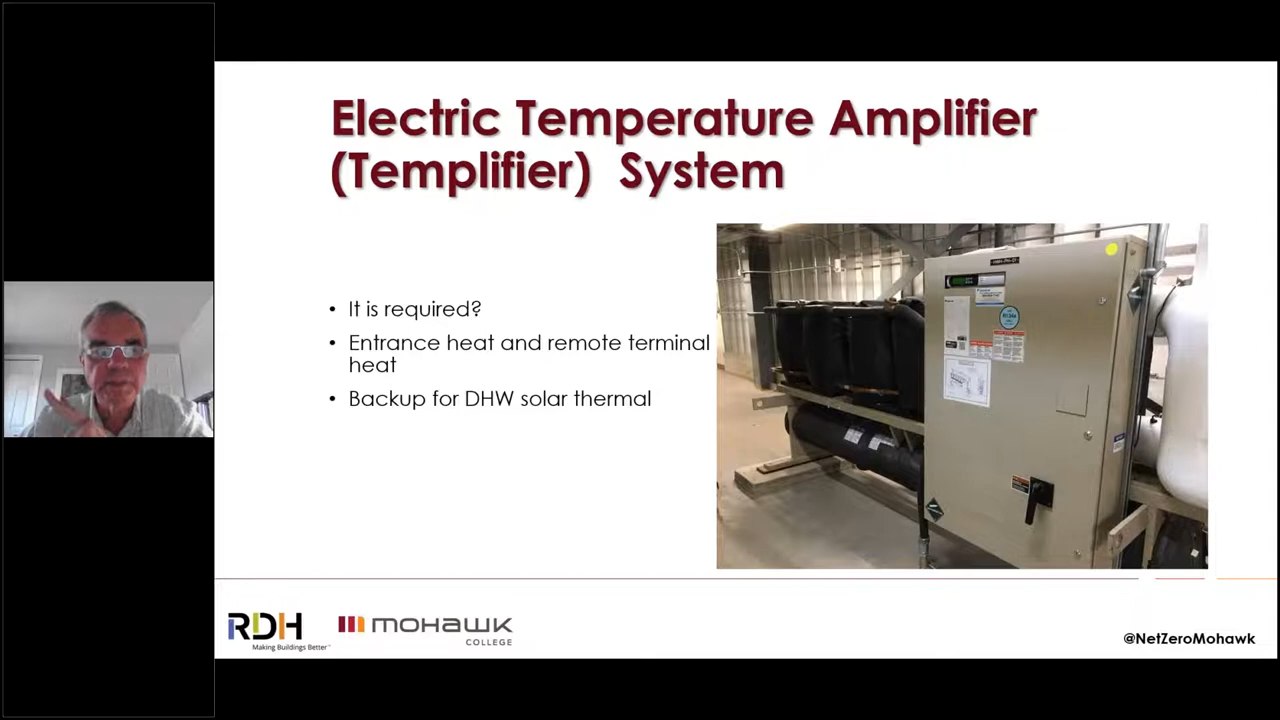 Electric Temperature Amplifier
(Templifier) System
• It is required?
• Entrance heat and remote terminal
heat
• Backup for DHW solar thermal
RDH
Making Buildings Better™
mohawk
COLLEGE
@NetZeroMohawk